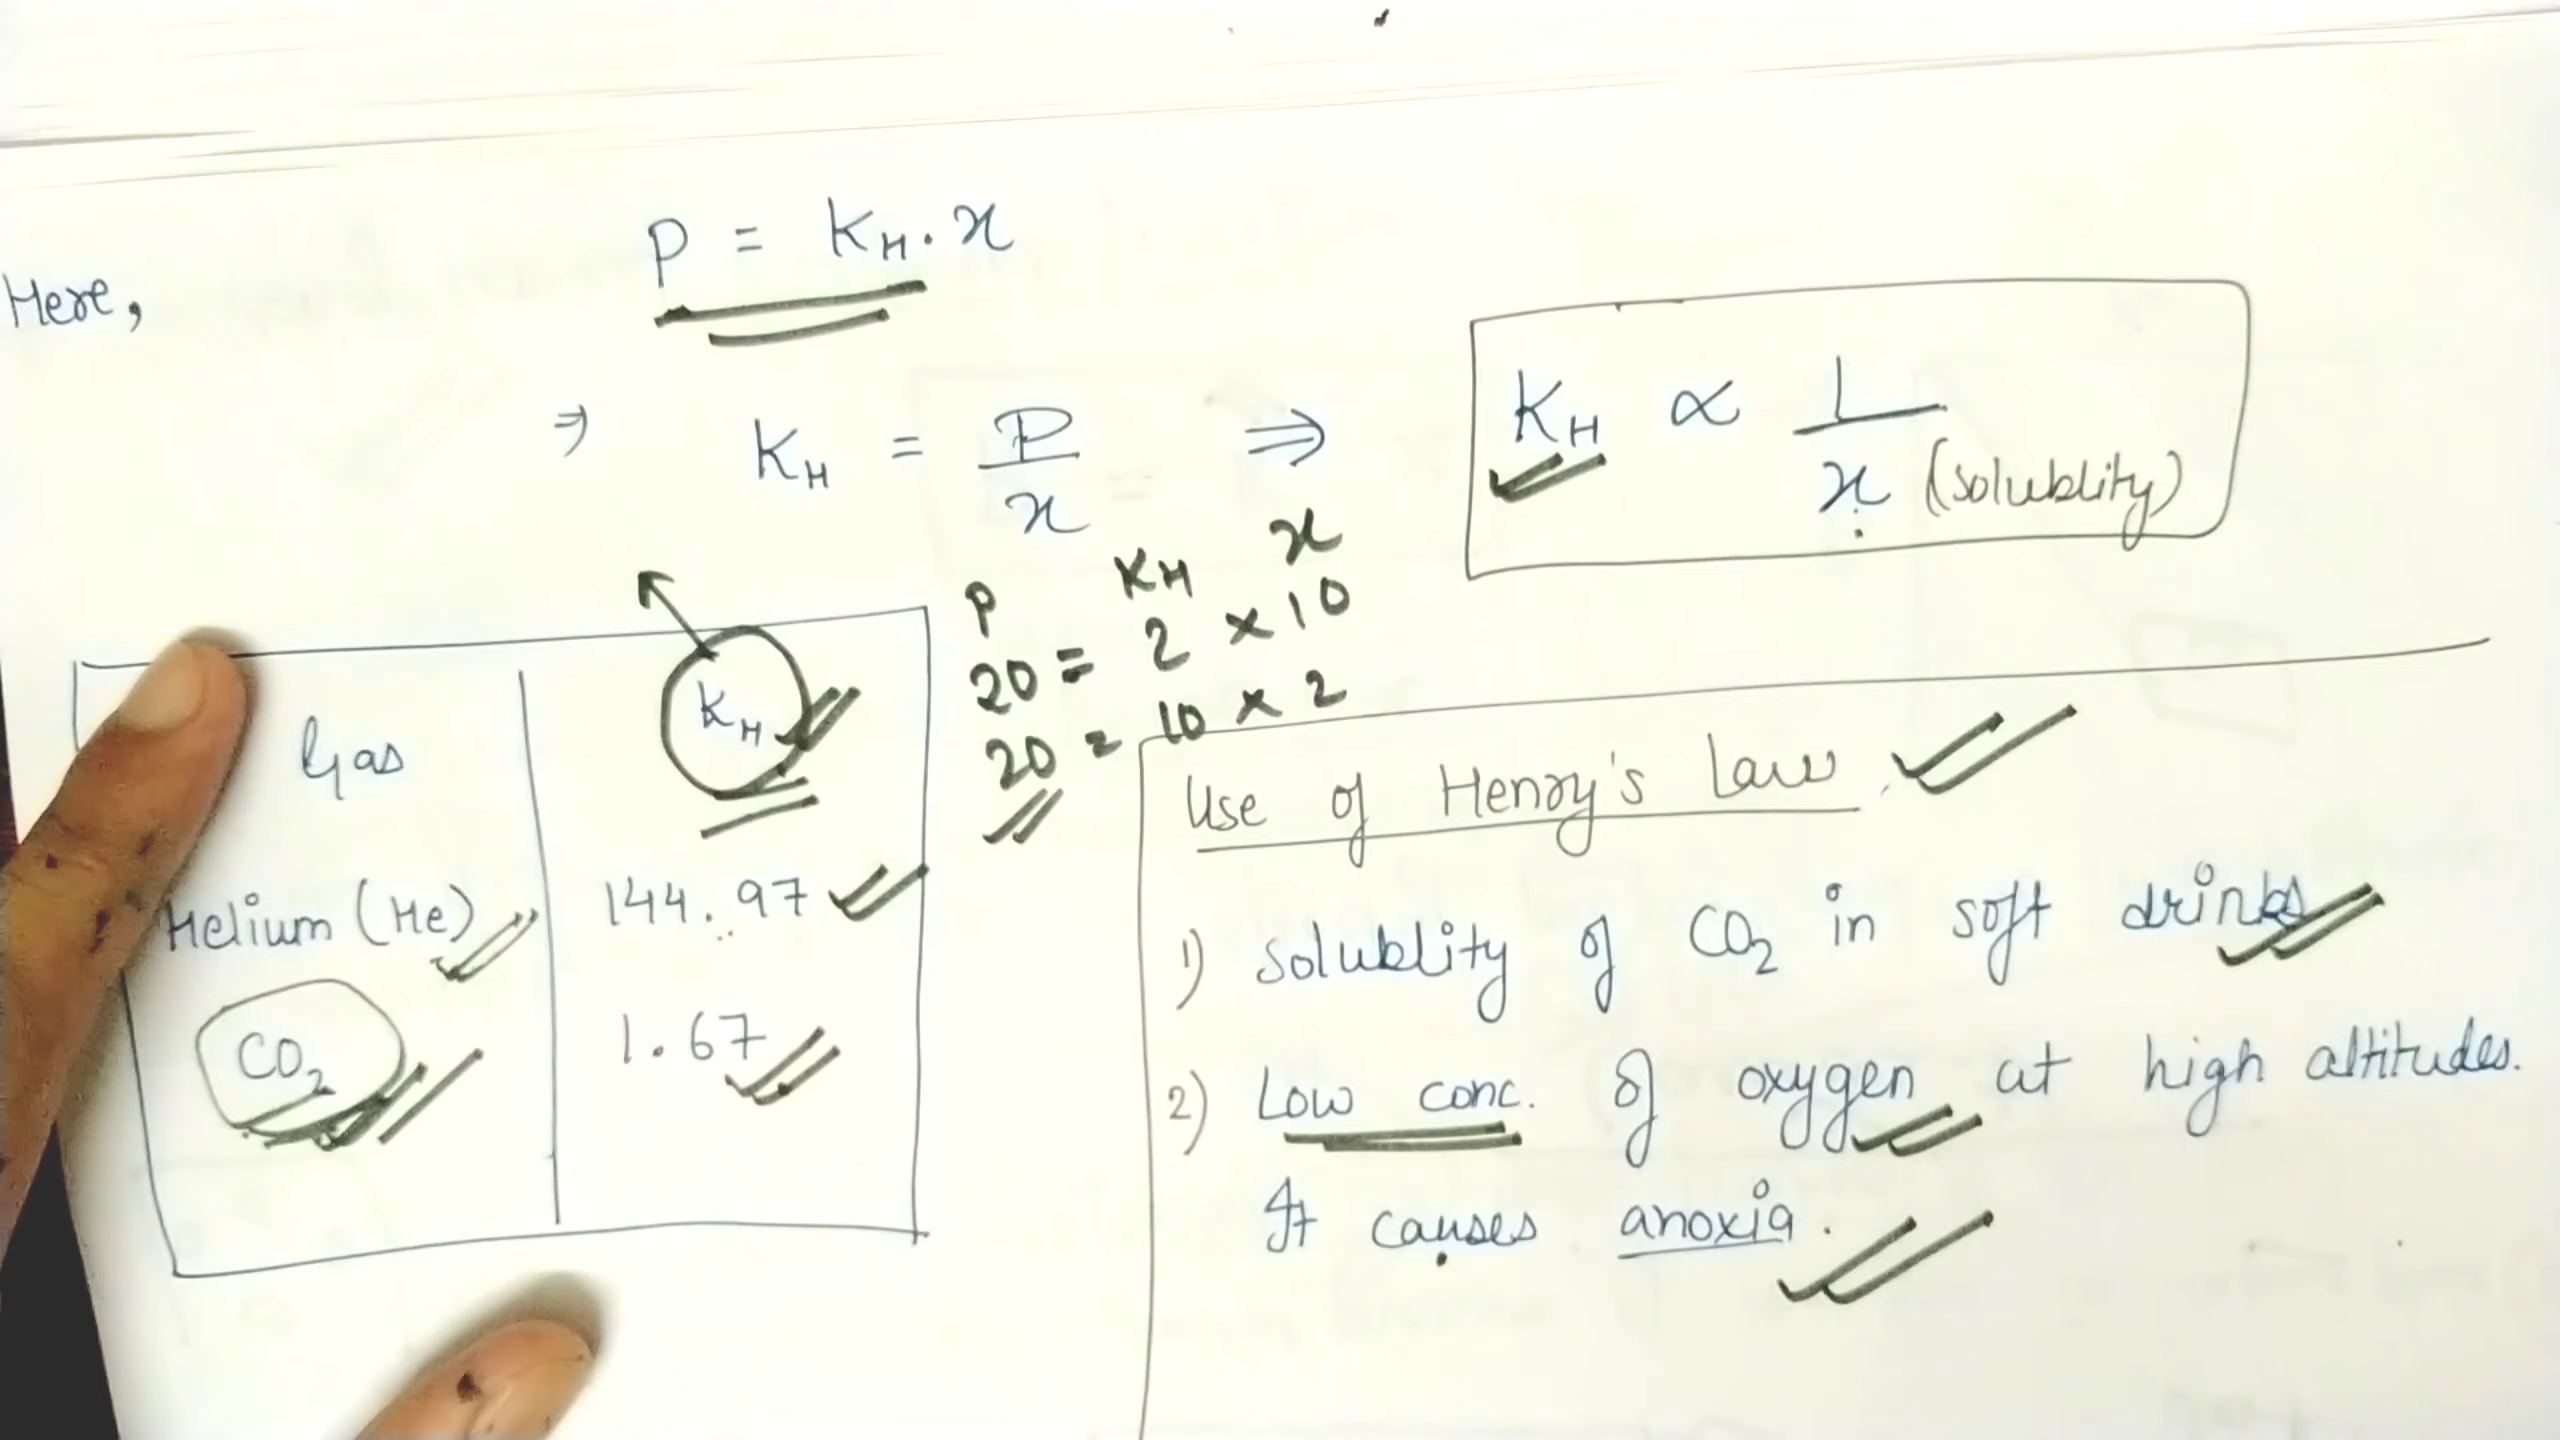 P = KH . x
Here,
⇒ KH = P/x ⇒ KH ∝ 1/x (Solublity)
P KH x
20 = 2 × 10
20 = 10 × 2
Gas KH
Helium (He) 144.97
CO2 1.67
Use of Henry's Law
1) Solublity of CO2 in soft drinks
2) Low conc. of oxygen at high altitudes.
It causes anoxia.